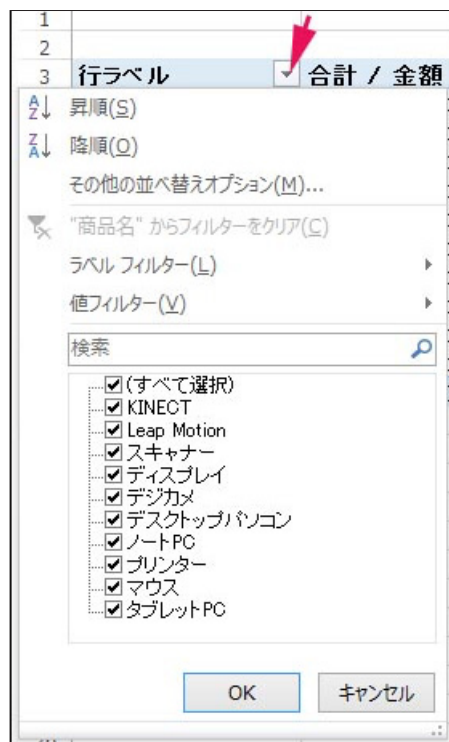 1
2
3 行ラベル 合計 / 金額
昇順(S)
降順(O)
その他の並べ替えオプション(M)...
"商品名" からフィルターをクリア(C)
ラベル フィルター(L)
値フィルター(V)
検索
(すべて選択)
KINECT
Leap Motion
スキャナー
ディスプレイ
デジカメ
デスクトップパソコン
ノートPC
プリンター
マウス
タブレットPC
OK キャンセル